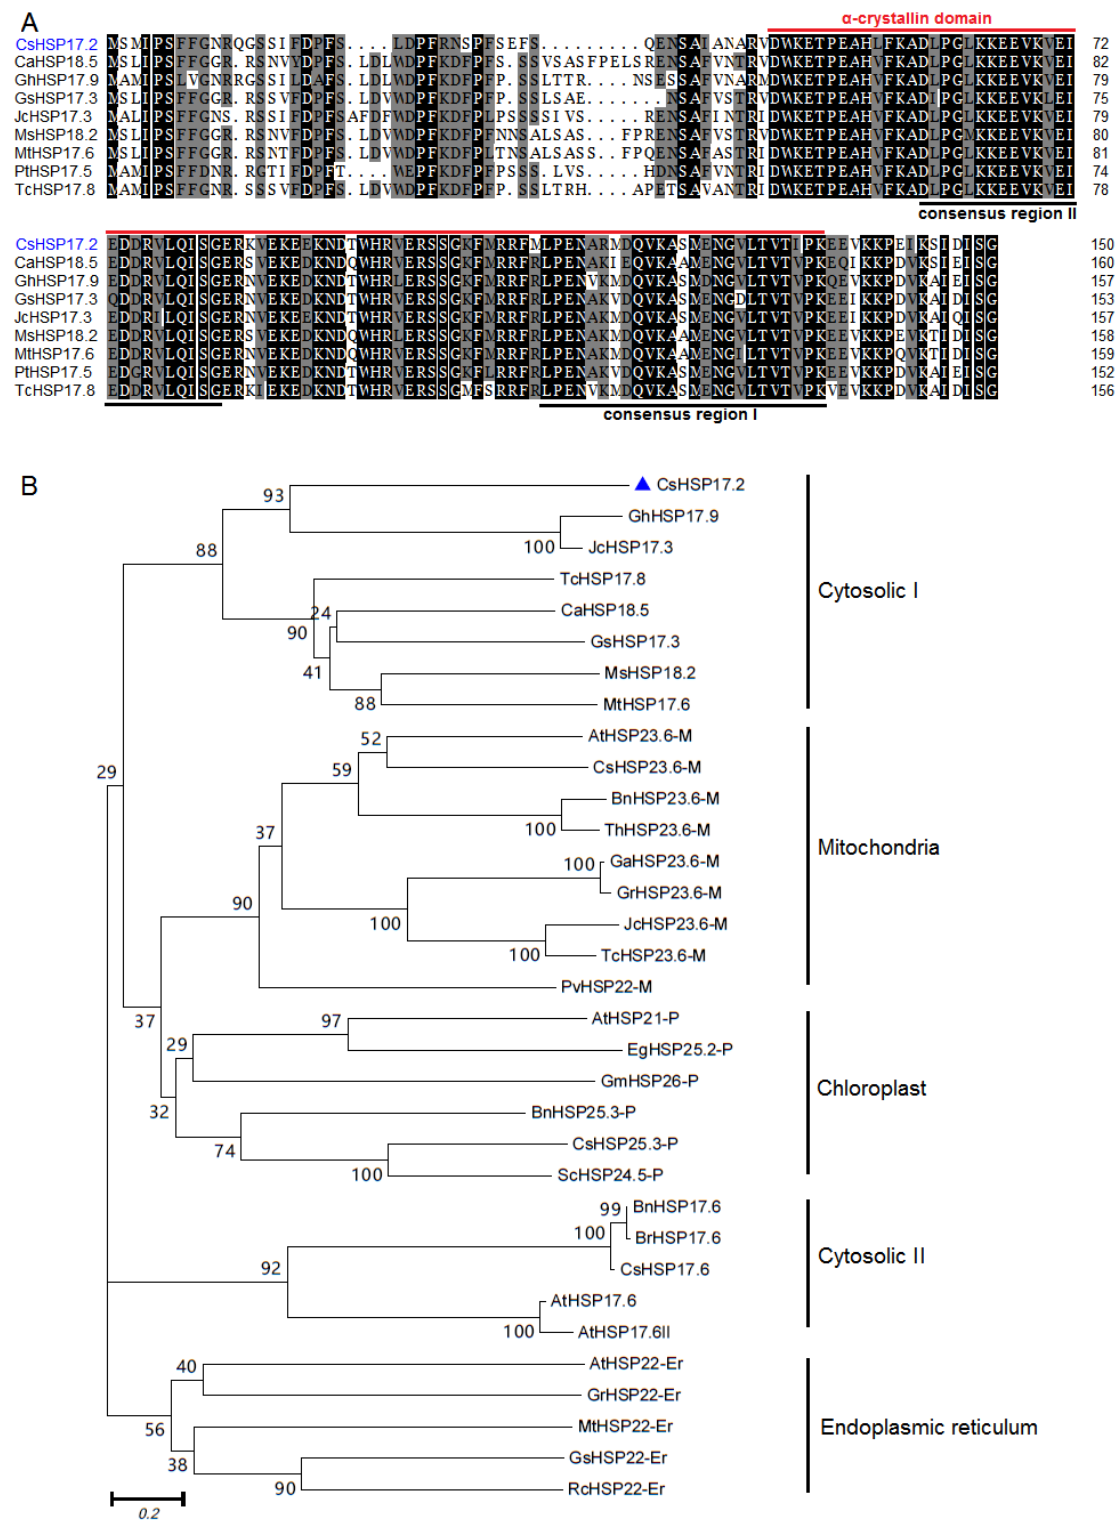 A
α-crystallin domain
CsHSP17.2 MSMIPSFFGNRQGSSIFDPFS....LDPFRNSPFSEFS.........QENSAIANARVDWKETPEAHLFKADLPGLKKEEVKVEI 72
CaHSP18.5 MSLIPSFFGGR.RSNVYDPFS.LDLWDPFKDFPFS.SSVSASFPELSRENSAFVNTRVDWKETPEAHVFKADLPGLKKEEVKVEI 82
GhHSP17.9 MAMIPSLVGNRRGSSILDAFS.LDLWDPFKDFPFP.SSSLTTR....NSESSAFVNARMDWKETPEAHVFKADLPGLKKEEVKVEI 79
GsHSP17.3 MSLIPSFFGGR.RSSVFDPFS.LDVWDPFKDFPFP.SSLSAE.......NSAFVSTRVDWKETPEAHVFKADIPGLKKEEVKLEI 75
JcHSP17.3 MALIPSFFGNS.RSSIFDPFSAFDFWDPFKDFPLPSSSSIVS.....RENSAFINTRIDWKETPEAHVFKADLPGLKKEEVKVEI 79
MsHSP18.2 MSLIPSFFGGR.RSNVFDPFS.LDVWDPFKDFPFNNSALSAS...FPRENSAFVSTRVDWKETPEAHVFKADLPGMKKEEVKVEI 80
MtHSP17.6 MSLIPSFFGGR.RSNTFDPFS.LDVWDPFKDFPLTNSALSASS..FPQENSAFASTRIDWKETPEAHVFKADLPGLKKEEVKVEI 81
PtHSP17.5 MAMIPSFFDNR.RGTIFDPFT....WEPFKDFPFPSSS.LVS.....HDNSAFVNTRIDWKETPEAHVFKADLPGLKKEEVKVEI 74
TcHSP17.8 MAMIPSFFGNR.SSSVFDPFS.LDVWDPFKDFPFP.SSSLTRH....APETSAVANTRIDWKETPEAHVFKADLPGLKKEEVKVEI 78
consensus region II
CsHSP17.2 EDDRVLQISGERKVEKEEKNDTWHRVERSSGKFMRRFMLPENARMDQVKASMENGVLTVTIPKEEVKKPEIKSIDISG 150
CaHSP18.5 EDDRVLQISGERSVEKEDKNDQWHRVERSSGKFMRRFRLPENAKIEQVKAAMENGVLTVTVPKEQIKKPDVKSIEISG 160
GhHSP17.9 EDDRVLQISGERNVEKEDKNDTWHRLERSSGKFMRRFRLPENVKMDQVKASMDNGVLTVTVPKQEVKKPDVKAIEISG 157
GsHSP17.3 QDDRVLQISGERNVEKEDKNDTWHRVERSSGKFMRRFRLPENAKVDQVKASMENGDLTVTVPKEEIKKPDVKAIDISG 153
JcHSP17.3 EDDRILQISGERNVEKEDKNDTWHRVERSSGKFMRRFRLPENAKVDQVKASMENGVLTVTVPKEEIKKPDVKAIQISG 157
MsHSP18.2 EDDRVLQISGERNVEKEDKNDQWHRVERSSGKFMRRFRLPENAKMDQVKAAMENGVLTVTVPKEEVKKPEVKTIDISG 158
MtHSP17.6 EDDRVLQISGERNVEKEDKNDTWHRVERSSGKFMRRFRLPENAKMDQVKAAMENGILTVTVPKEEVKKPQVKTIDISG 159
PtHSP17.5 EDGRVLQISGERSVEKEDKNDTWHRVERSSGKFLRRFRLPENAKVDQVKASMENGVLTVTVPKEEVKKPDVKAIEISG 152
TcHSP17.8 EDDRVLQISGERKIEKEDKNDTWHRVERSSGMFSRRFRLPENVKMDQVKASMENGVLTVTVPKVEVKKPDVKAIDISG 156
consensus region I
B
93
CsHSP17.2
GhHSP17.9
88
100
JcHSP17.3
Cytosolic I
TcHSP17.8
24
CaHSP18.5
90
GsHSP17.3
41
MsHSP18.2
88
MtHSP17.6
52
AtHSP23.6-M
29
59
CsHSP23.6-M
BnHSP23.6-M
100
ThHSP23.6-M
37
Mitochondria
100
GaHSP23.6-M
GrHSP23.6-M
90
100
JcHSP23.6-M
100
TcHSP23.6-M
PvHSP22-M
37
97
AtHSP21-P
29
EgHSP25.2-P
GmHSP26-P
Chloroplast
32
BnHSP25.3-P
74
CsHSP25.3-P
100
ScHSP24.5-P
99
BnHSP17.6
100
BrHSP17.6
Cytosolic II
92
CsHSP17.6
AtHSP17.6
100
AtHSP17.6II
40
AtHSP22-Er
GrHSP22-Er
56
MtHSP22-Er
Endoplasmic reticulum
38
GsHSP22-Er
90
RcHSP22-Er
0.2